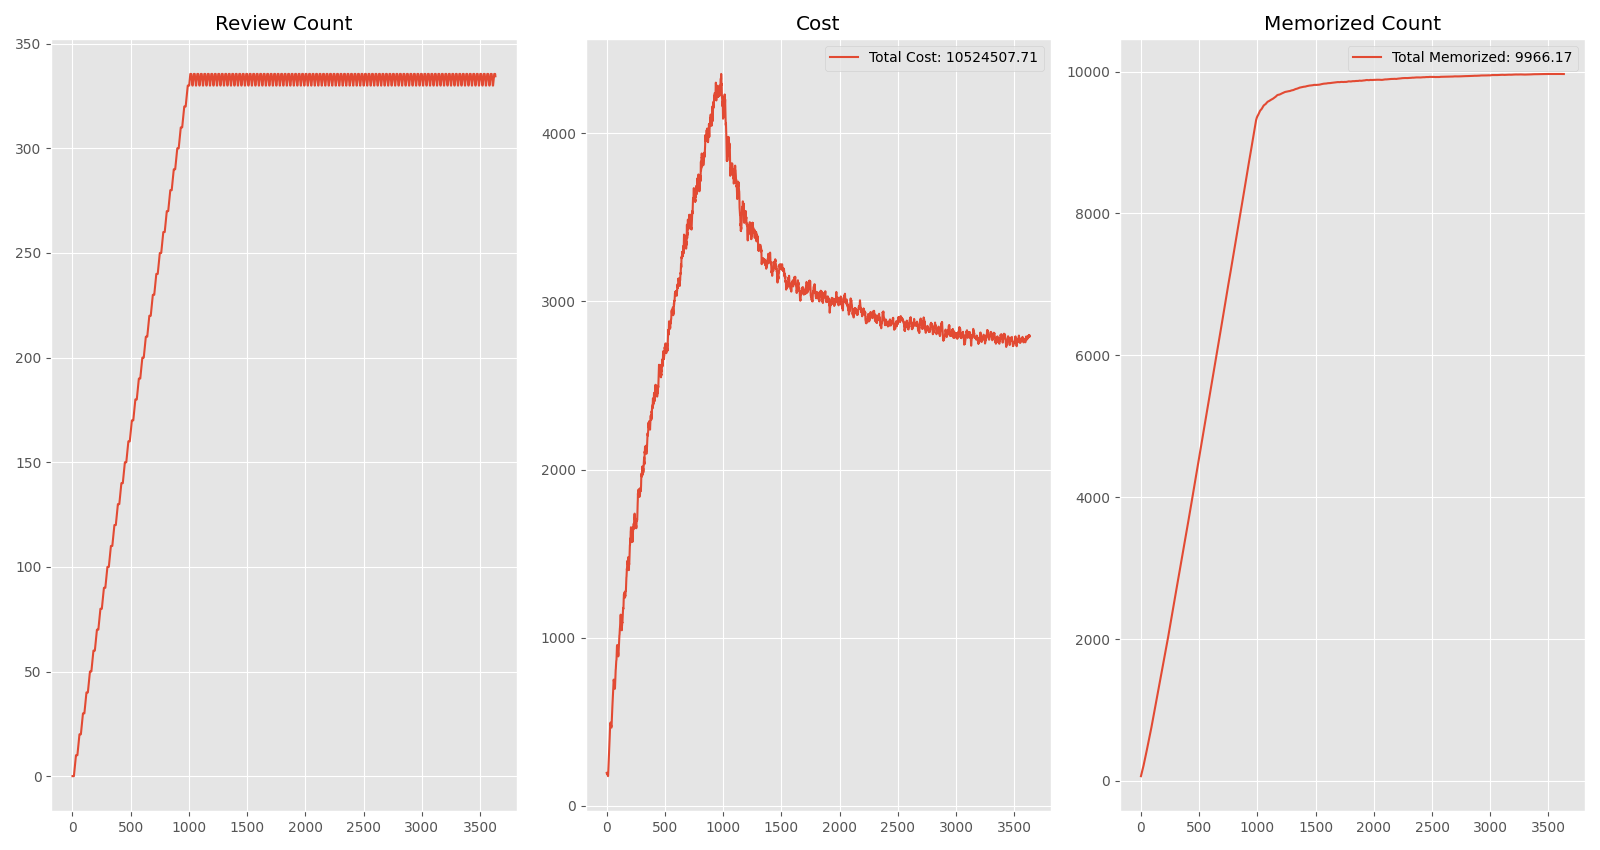 Review Count
350
300
250
200
150
100
50
0
0 500 1000 1500 2000 2500 3000 3500
Cost
Total Cost: 10524507.71
4000
3000
2000
1000
0
0 500 1000 1500 2000 2500 3000 3500
Memorized Count
Total Memorized: 9966.17
10000
8000
6000
4000
2000
0
0 500 1000 1500 2000 2500 3000 3500